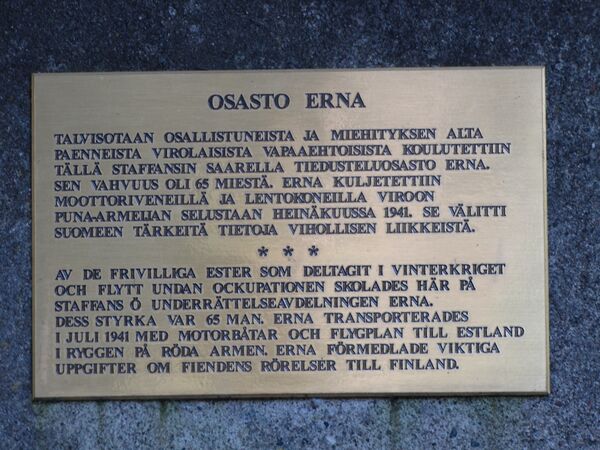 OSASTO ERNA
TALVISOTAAN OSALLISTUNEISTA JA MIEHITYKSEN ALTA
PAENNEISTA VIROLAISISTA VAPAAEHTOISISTA KOULUTETTIIN
TÄLLÄ STAFFANSIN SAARELLA TIEDUSTELUOSASTO ERNA.
SEN VAHVUUS OLI 65 MIESTÄ. ERNA KULJETETTIIN
MOOTTORIVENEILLÄ JA LENTOKONEILLA VIROON
PUNA-ARMEIJAN SELUSTAAN HEINÄKUUSSA 1941. SE VÄLITTI
SUOMEEN TÄRKEITÄ TIETOJA VIHOLLISEN LIIKKEISTÄ.
* * *
AV DE FRIVILLIGA ESTER SOM DELTAGIT I VINTERKRIGET
OCH FLYTT UNDAN OCKUPATIONEN SKOLADES HÄR PÅ
STAFFANS Ö UNDERRÄTTELSEAVDELNINGEN ERNA.
DESS STYRKA VAR 65 MAN. ERNA TRANSPORTERADES
I JULI 1941 MED MOTORBÅTAR OCH FLYGPLAN TILL ESTLAND
I RYGGEN PÅ RÖDA ARMEN. ERNA FÖRMEDLADE VIKTIGA
UPPGIFTER OM FIENDENS RÖRELSER TILL FINLAND.